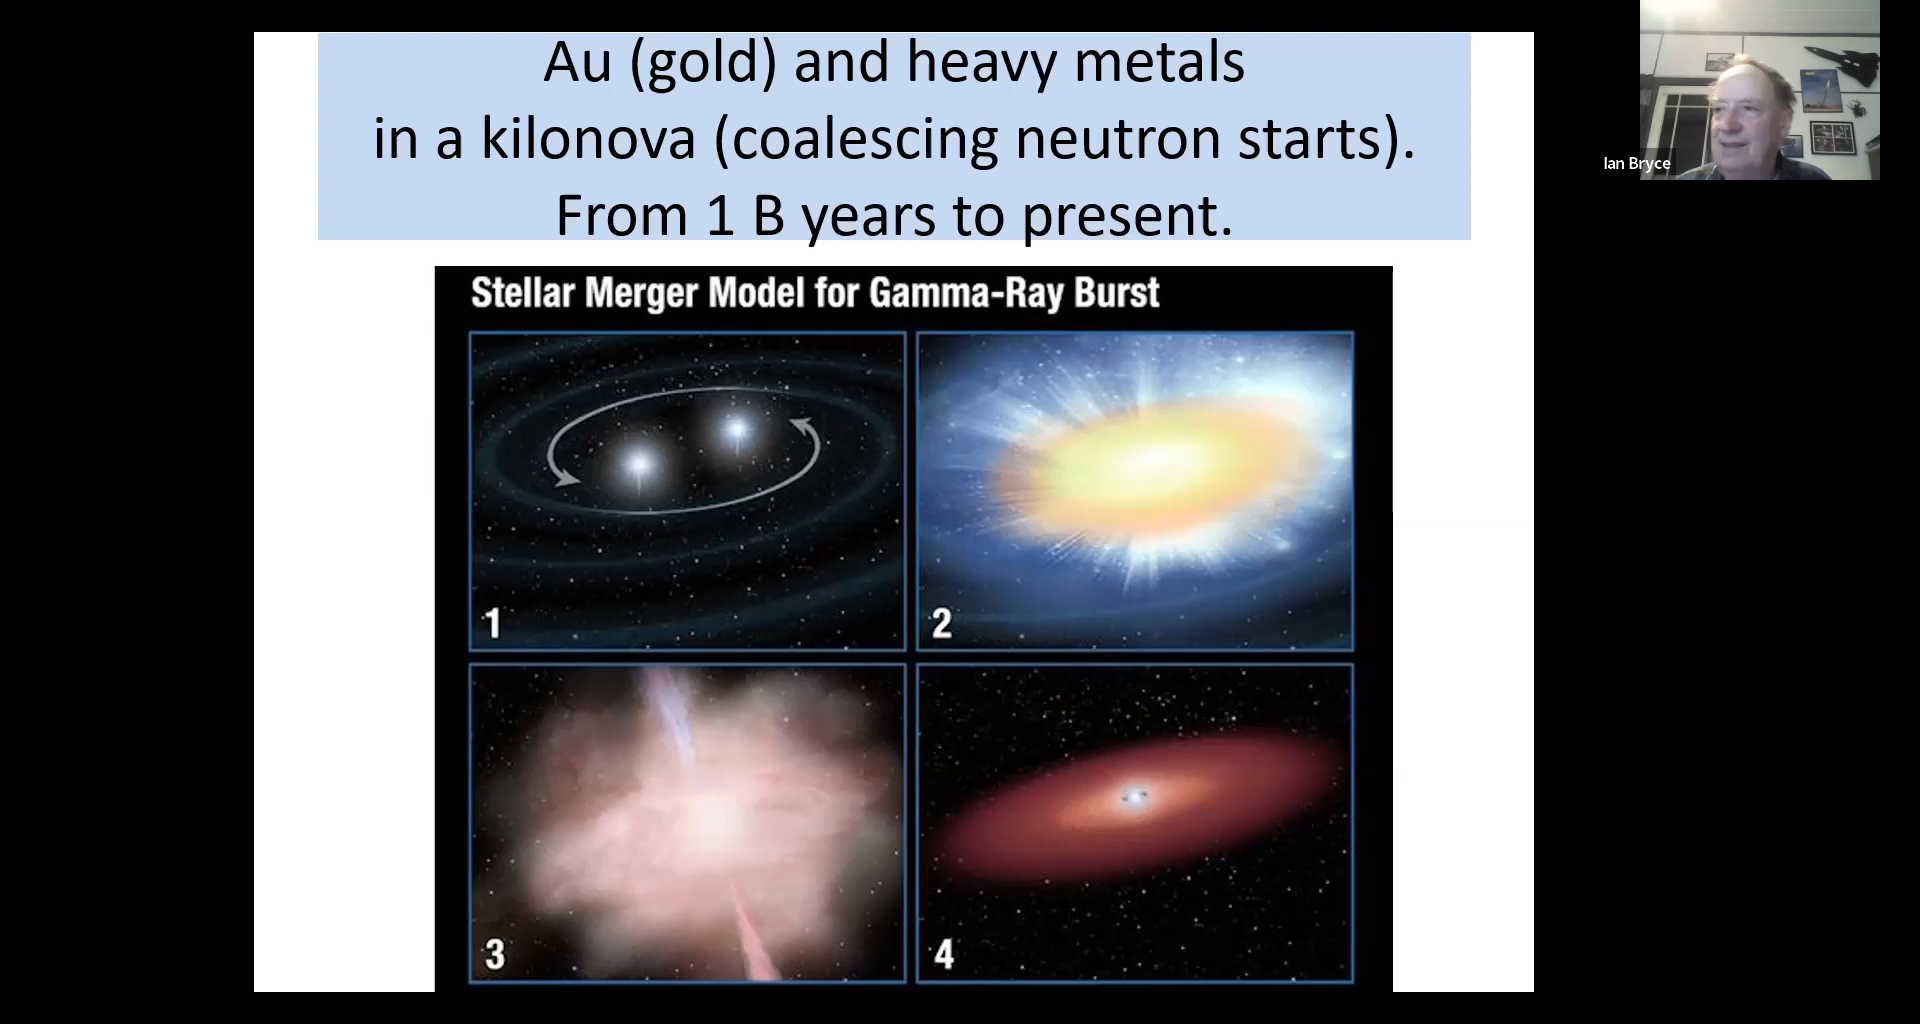 Au (gold) and heavy metals
in a kilonova (coalescing neutron starts).
From 1 B years to present.
Stellar Merger Model for Gamma-Ray Burst
1
2
3
4
Ian Bryce